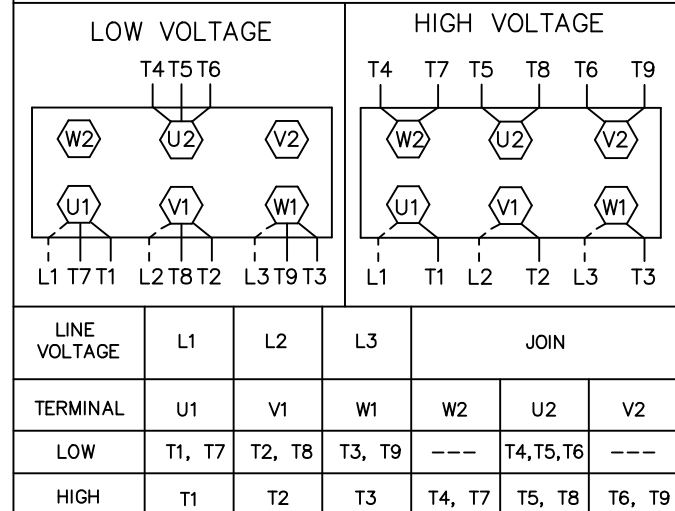 LOW VOLTAGE
T4 T5 T6
W2 U2 V2
U1 V1 W1
L1 T7 T1 L2 T8 T2 L3 T9 T3
HIGH VOLTAGE
T4 T7 T5 T8 T6 T9
W2 U2 V2
U1 V1 W1
L1 T1 L2 T2 L3 T3
LINE
VOLTAGE L1 L2 L3 JOIN
TERMINAL U1 V1 W1 W2 U2 V2
LOW T1, T7 T2, T8 T3, T9 --- T4,T5,T6 ---
HIGH T1 T2 T3 T4, T7 T5, T8 T6, T9